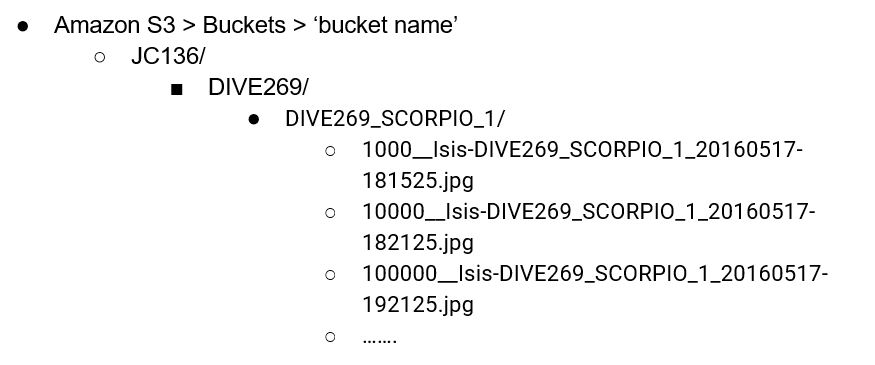 ● Amazon S3 > Buckets > ‘bucket name’
○ JC136/
■ DIVE269/
● DIVE269_SCORPIO_1/
○ 1000__Isis-DIVE269_SCORPIO_1_20160517-
181525.jpg
○ 10000__Isis-DIVE269_SCORPIO_1_20160517-
182125.jpg
○ 100000__Isis-DIVE269_SCORPIO_1_20160517-
192125.jpg
○ …….